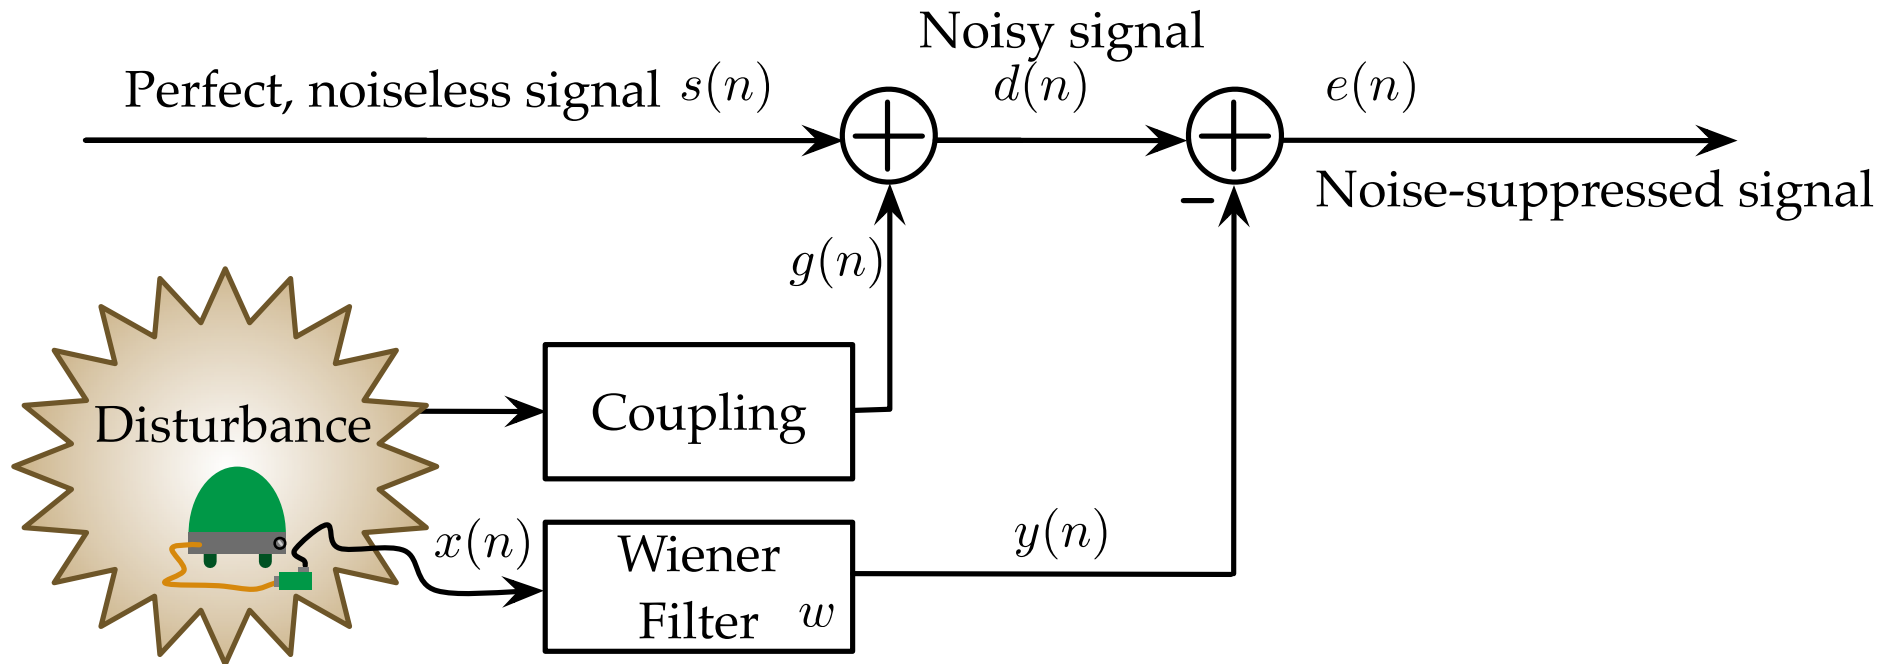 Noisy signal
Perfect, noiseless signal s(n)
d(n)
e(n)
Noise-suppressed signal
g(n)
Disturbance
Coupling
x(n)
Wiener
Filter w
y(n)